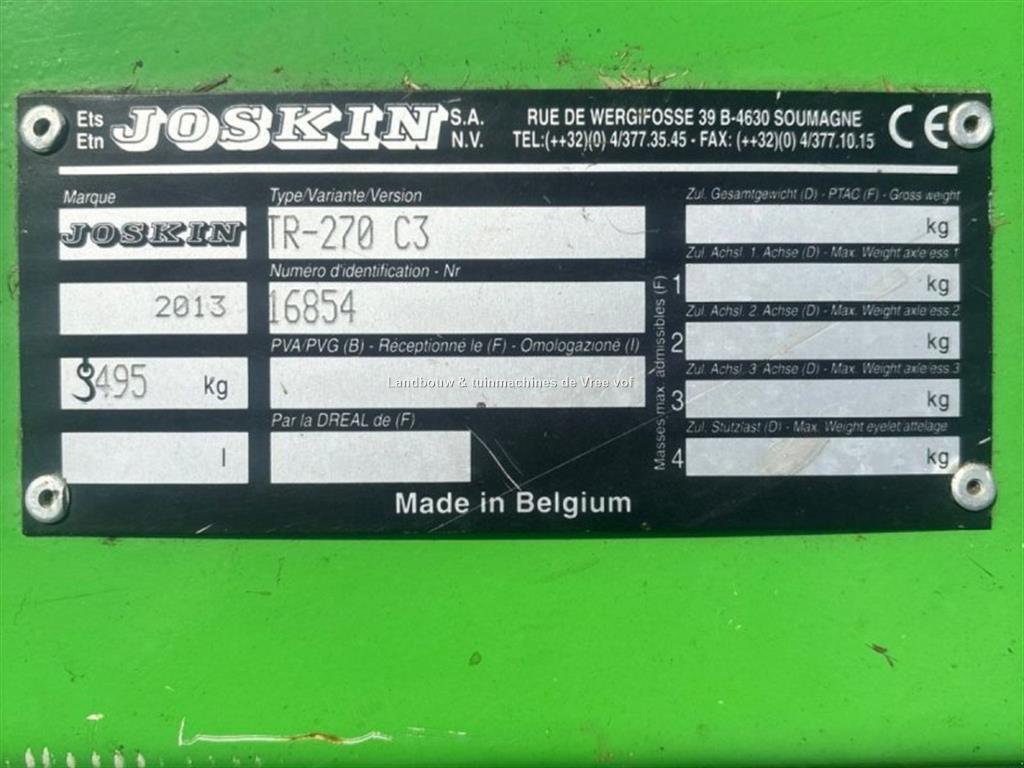 Ets JOSKIN S.A.
Etn N.V.
RUE DE WERGIFOSSE 39 B-4630 SOUMAGNE
TEL:(++32)(0) 4/377.35.45 - FAX: (++32)(0) 4/377.10.15
CE
Marque
JOSKIN
2013
495 kg
l
Type/Variante/Version
TR-270 C3
Numéro d'identification - Nr
16854
PVA/PVG (B) - Réceptionné le (F) - Omologazione (I)
Landbouw & tuinmachines de Vree vof
Par la DREAL de (F)
Masses max. admissibles (F)
Zul. Gesamtgewicht (D) - PTAC (F) - Gross weight
kg
Zul. Achsl. 1. Achse (D) - Max. Weight axle ess 1
1 kg
Zul. Achsl. 2. Achse (D) - Max. Weight axle ess.2
2 kg
Zul. Achsl. 3. Achse (D) - Max. Weight axle ess 3
3 kg
Zul. Stutzlast (D) - Max. Weight eyelet attelage
4 kg
Made in Belgium